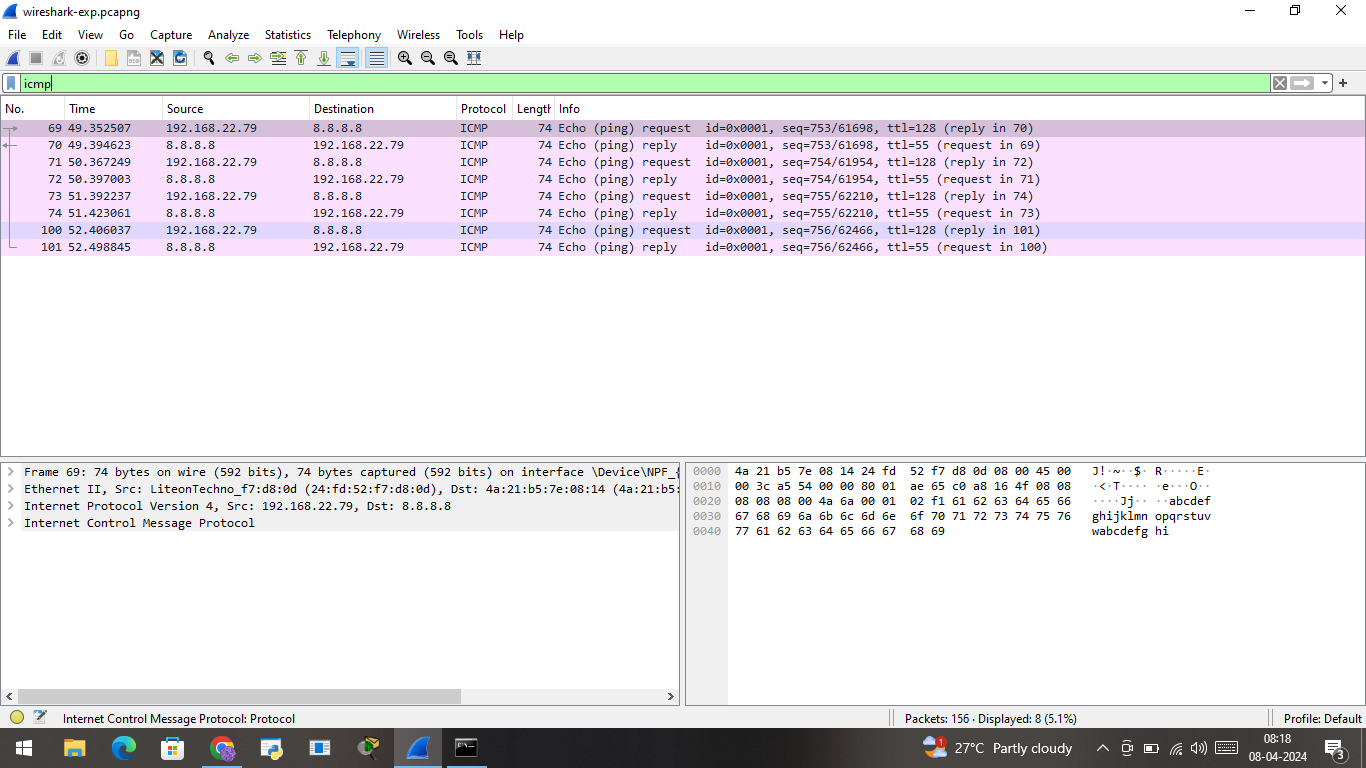 wireshark-exp.pcapng
File Edit View Go Capture Analyze Statistics Telephony Wireless Tools Help
icmp
No. Time Source Destination Protocol Length Info
69 49.352507 192.168.22.79 8.8.8.8 ICMP 74 Echo (ping) request id=0x0001, seq=753/61698, ttl=128 (reply in 70)
70 49.394623 8.8.8.8 192.168.22.79 ICMP 74 Echo (ping) reply id=0x0001, seq=753/61698, ttl=55 (request in 69)
71 50.367249 192.168.22.79 8.8.8.8 ICMP 74 Echo (ping) request id=0x0001, seq=754/61954, ttl=128 (reply in 72)
72 50.397003 8.8.8.8 192.168.22.79 ICMP 74 Echo (ping) reply id=0x0001, seq=754/61954, ttl=55 (request in 71)
73 51.392237 192.168.22.79 8.8.8.8 ICMP 74 Echo (ping) request id=0x0001, seq=755/62210, ttl=128 (reply in 74)
74 51.423061 8.8.8.8 192.168.22.79 ICMP 74 Echo (ping) reply id=0x0001, seq=755/62210, ttl=55 (request in 73)
100 52.406037 192.168.22.79 8.8.8.8 ICMP 74 Echo (ping) request id=0x0001, seq=756/62466, ttl=128 (reply in 101)
101 52.498845 8.8.8.8 192.168.22.79 ICMP 74 Echo (ping) reply id=0x0001, seq=756/62466, ttl=55 (request in 100)
Frame 69: 74 bytes on wire (592 bits), 74 bytes captured (592 bits) on interface \Device\NPF_{
Ethernet II, Src: LiteonTechno_f7:d8:0d (24:fd:52:f7:d8:0d), Dst: 4a:21:b5:7e:08:14 (4a:21:b5:
Internet Protocol Version 4, Src: 192.168.22.79, Dst: 8.8.8.8
Internet Control Message Protocol
0000 4a 21 b5 7e 08 14 24 fd 52 f7 d8 0d 08 00 45 00 J!·~··$· R·····E·
0010 00 3c a5 54 00 00 80 01 ae 65 c0 a8 16 4f 08 08 ·<·T···· ·e···O··
0020 08 08 08 00 4a 6a 00 01 02 f1 61 62 63 64 65 66 ····Jj·· ··abcdef
0030 67 68 69 6a 6b 6c 6d 6e 6f 70 71 72 73 74 75 76 ghijklmn opqrstuv
0040 77 61 62 63 64 65 66 67 68 69 wabcdefg hi
Internet Control Message Protocol: Protocol Packets: 156 · Displayed: 8 (5.1%) Profile: Default
1 27°C Partly cloudy 08:18
08-04-2024 3